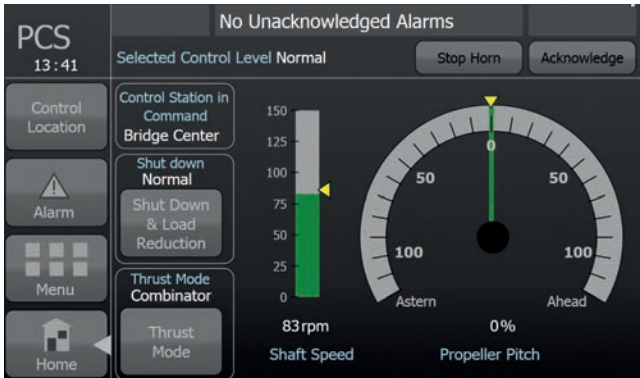 PCS
13:41
No Unacknowledged Alarms
Selected Control Level Normal
Stop Horn
Acknowledge
Control
Location
Alarm
Menu
Home
Control Station in
Command
Bridge Center
Shut down
Normal
Shut Down
& Load
Reduction
Thrust Mode
Combinator
Thrust
Mode
150
125
100
75
50
25
0
83 rpm
Shaft Speed
0
50
50
100
100
Astern
Ahead
0%
Propeller Pitch